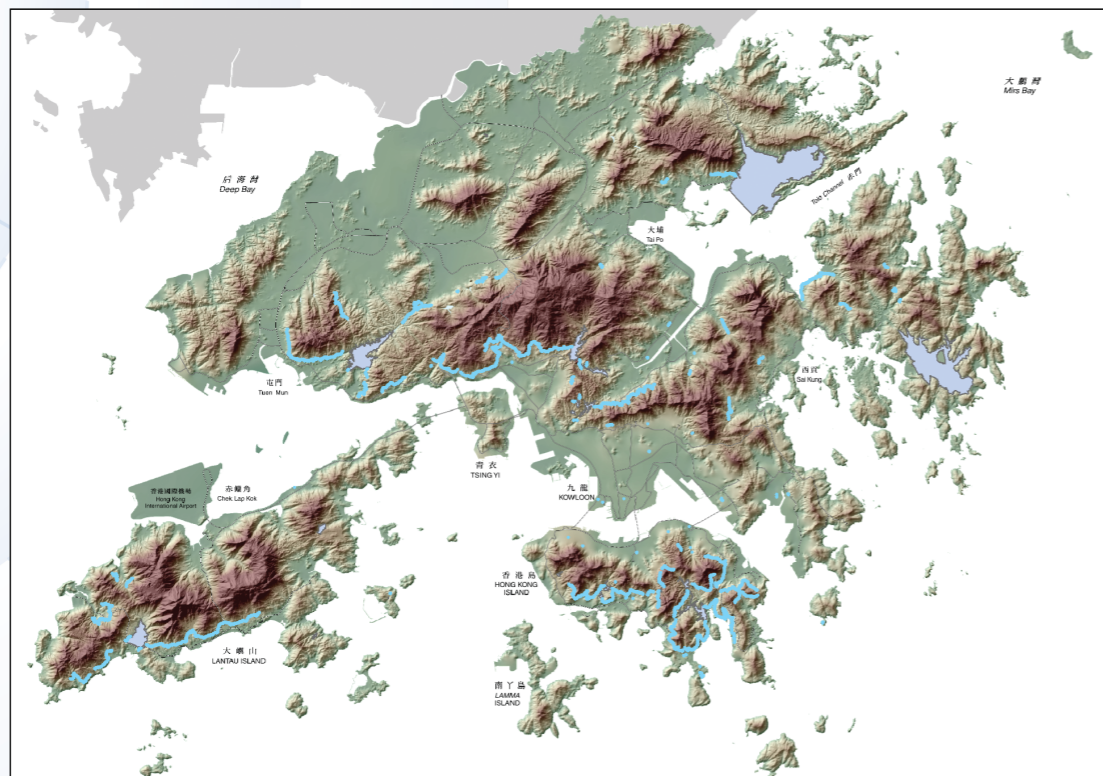 大鵬灣
Mirs Bay
后海灣
Deep Bay
Tolo Channel 赤門
大埔
Tai Po
西貢
Sai Kung
屯門
Tuen Mun
青衣
TSING YI
九龍
KOWLOON
香港國際機場
Hong Kong
International Airport
赤鱲角
Chek Lap Kok
香港島
HONG KONG
ISLAND
大嶼山
LANTAU ISLAND
南丫島
LAMMA
ISLAND